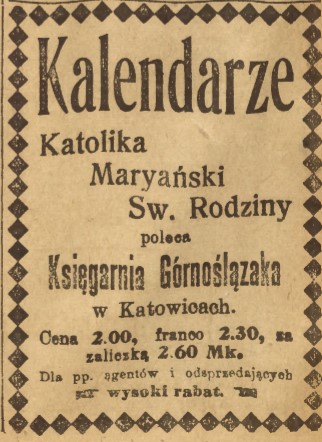 Kalendarze
Katolika
Maryański
Sw. Rodziny
poleca
Księgarnia Górnoślązaka
w Katowicach.
Cena 2.00, franco 2.30, za
zaliczką 2.60 Mk.
Dla pp. agentów i odsprzedających
wysoki rabat.